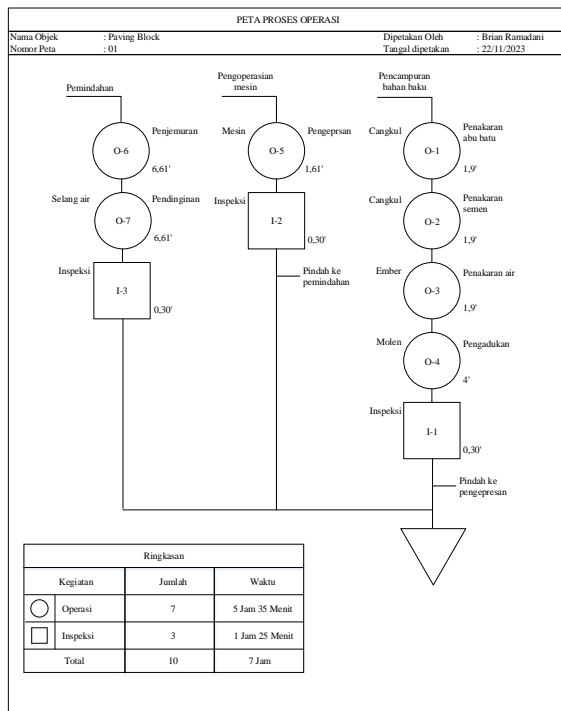 PETA PROSES OPERASI
Nama Objek : Paving Block
Nomor Peta : 01
Dipetakan Oleh : Brian Ramadani
Tangal dipetakan : 22/11/2023
Pemindahan
O-6
Penjemuran
6,61'
Selang air
O-7
Pendinginan
6,61'
Inspeksi
I-3
0,30'
Pengoperasian
mesin
Mesin
O-5
Pengeprsan
1,61'
Inspeksi
I-2
0,30'
Pindah ke
pemindahan
Pencampuran
bahan baku
Cangkul
O-1
Penakaran
abu batu
1,9'
Cangkul
O-2
Penakaran
semen
1,9'
Ember
O-3
Penakaran air
1,9'
Molen
O-4
Pengadukan
4'
Inspeksi
I-1
0,30'
Pindah ke
pengepresan
Ringkasan
Kegiatan Jumlah Waktu
Operasi 7 5 Jam 35 Menit
Inspeksi 3 1 Jam 25 Menit
Total 10 7 Jam